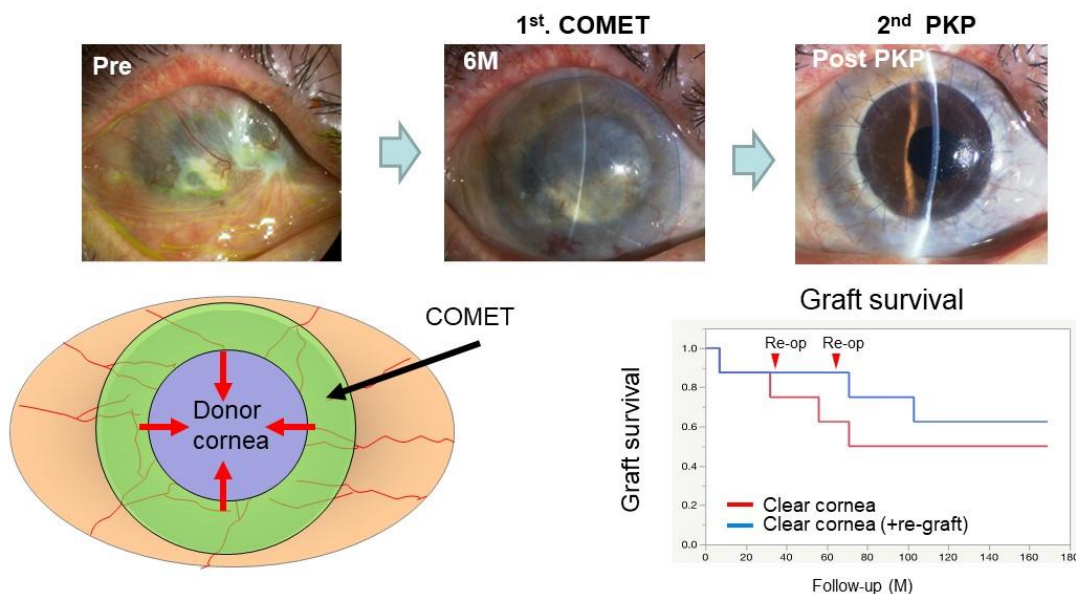 1st. COMET
2nd PKP
Pre
6M
Post PKP
COMET
Donor
cornea
Graft survival
Re-op
Re-op
1.0
0.8
0.6
0.4
0.2
0.0
Graft survival
Clear cornea
Clear cornea (+re-graft)
0 20 40 60 80 100 120 140 160 180
Follow-up (M)